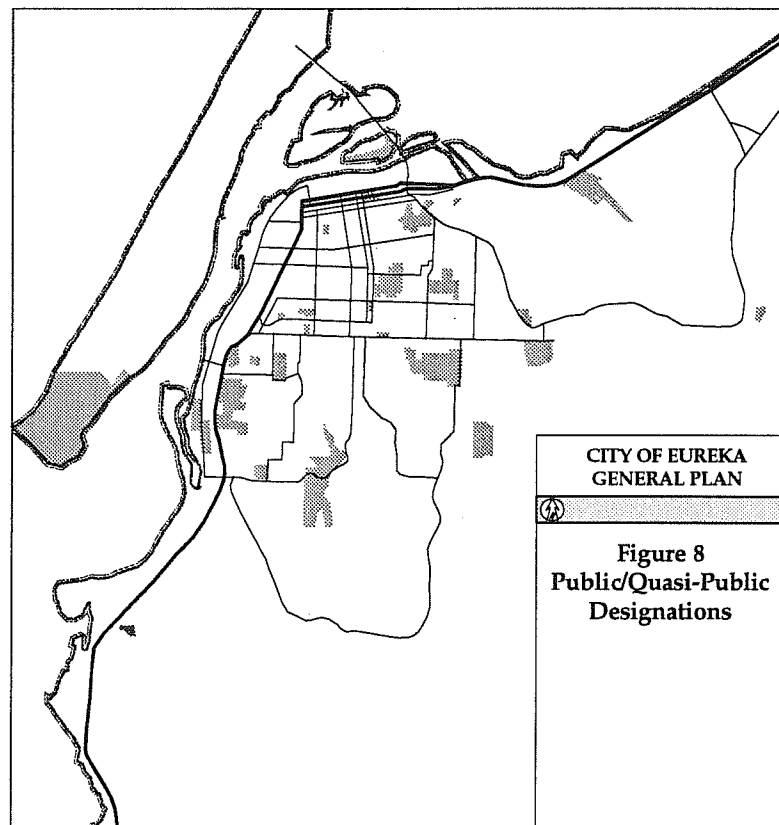 CITY OF EUREKA
GENERAL PLAN
Figure 8
Public/Quasi-Public
Designations